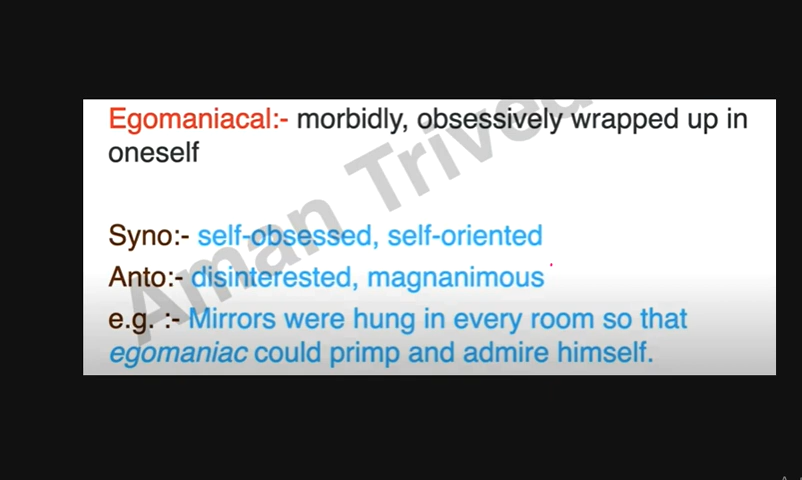 Egomaniacal:- morbidly, obsessively wrapped up in
oneself
Syno:- self-obsessed, self-oriented
Anto:- disinterested, magnanimous
e.g. :- Mirrors were hung in every room so that
egomaniac could primp and admire himself.
Aman Trived